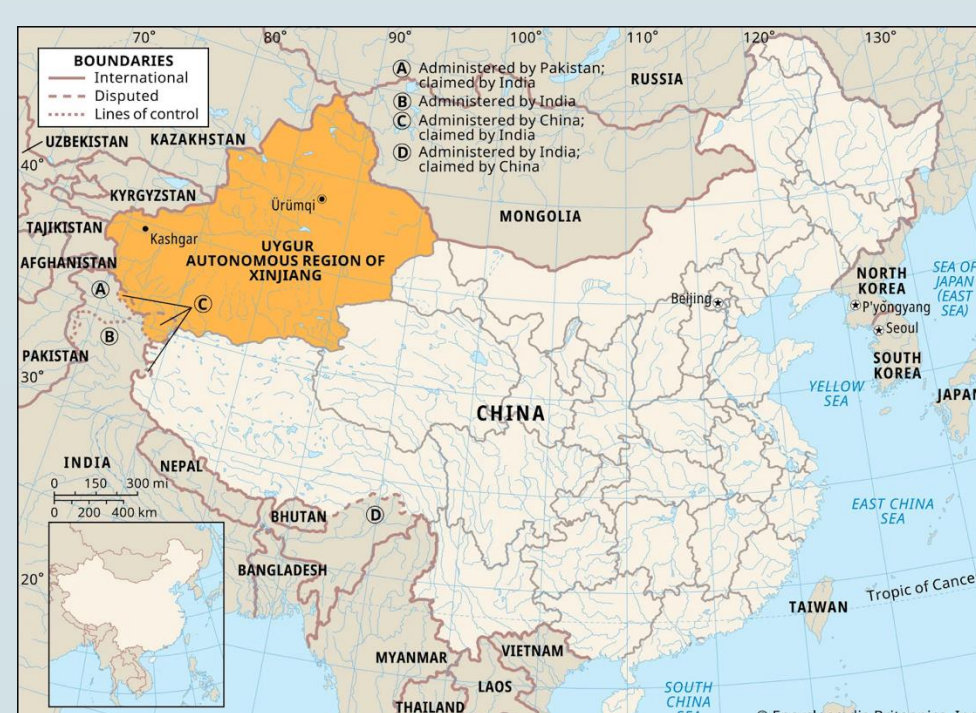 70°
80°
90°
100°
110°
120°
130°
BOUNDARIES
International
Disputed
Lines of control
A Administered by Pakistan;
claimed by India
B Administered by India
C Administered by China;
claimed by India
D Administered by India;
claimed by China
RUSSIA
UZBEKISTAN
KAZAKHSTAN
40°
KYRGYZSTAN
Ürümqi
MONGOLIA
TAJIKISTAN
Kashgar
UYGUR
AUTONOMOUS REGION OF
XINJIANG
AFGHANISTAN
NORTH
KOREA
SEA OF
JAPAN
(EAST
SEA)
A
C
Beijing
P'yŏngyang
B
Seoul
PAKISTAN
SOUTH
KOREA
30°
YELLOW
SEA
JAPAN
CHINA
INDIA
NEPAL
0 150 300 mi
0 200 400 km
BHUTAN
D
EAST CHINA
SEA
BANGLADESH
20°
Tropic of Cance
TAIWAN
MYANMAR
VIETNAM
LAOS
THAILAND
SOUTH
CHINA